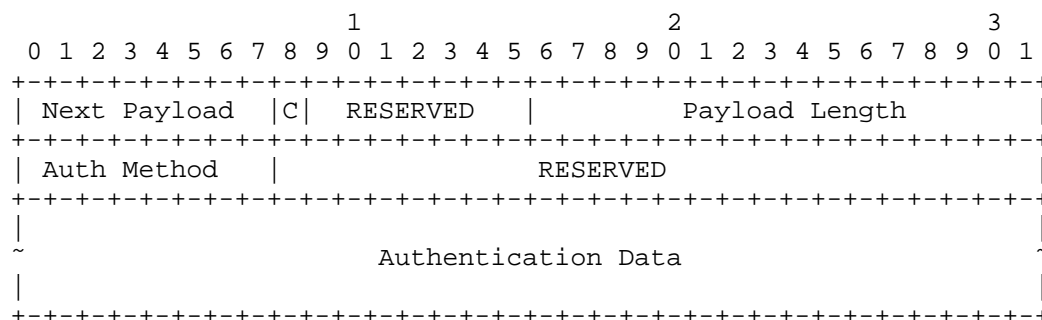 1                   2                   3
 0 1 2 3 4 5 6 7 8 9 0 1 2 3 4 5 6 7 8 9 0 1 2 3 4 5 6 7 8 9 0 1
+-+-+-+-+-+-+-+-+-+-+-+-+-+-+-+-+-+-+-+-+-+-+-+-+-+-+-+-+-+-+-+-+
| Next Payload  |C|  RESERVED   |         Payload Length        |
+-+-+-+-+-+-+-+-+-+-+-+-+-+-+-+-+-+-+-+-+-+-+-+-+-+-+-+-+-+-+-+-+
| Auth Method   |                RESERVED                       |
+-+-+-+-+-+-+-+-+-+-+-+-+-+-+-+-+-+-+-+-+-+-+-+-+-+-+-+-+-+-+-+-+
|                                                               |
~                      Authentication Data                      ~
|                                                               |
+-+-+-+-+-+-+-+-+-+-+-+-+-+-+-+-+-+-+-+-+-+-+-+-+-+-+-+-+-+-+-+-+